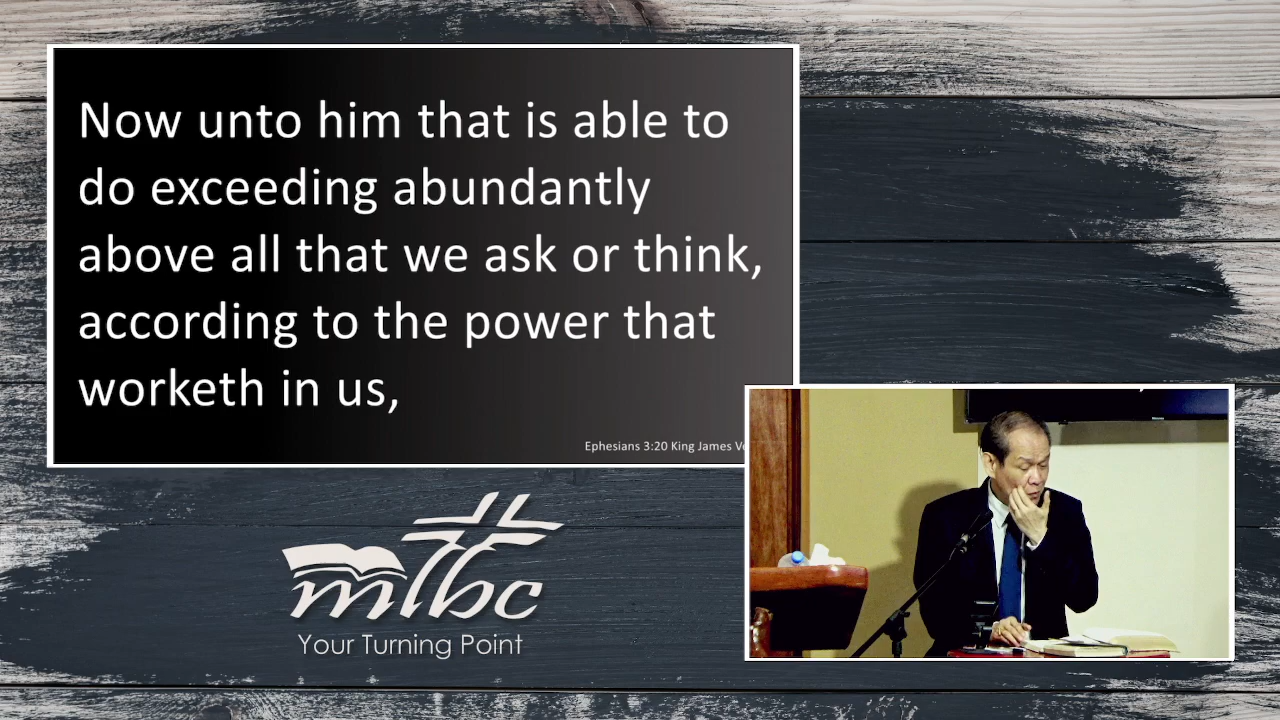 Now unto him that is able to
do exceeding abundantly
above all that we ask or think,
according to the power that
worketh in us,
Ephesians 3:20 King James
mlbc
Your Turning Point